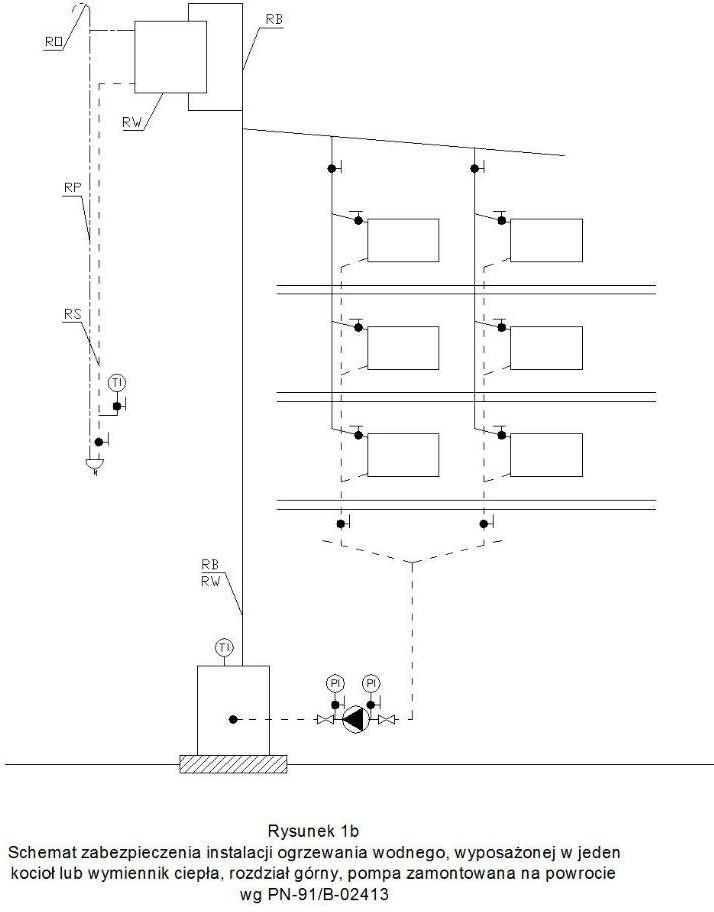 RO
RB
RW
RP
RS
TI
RB
RW
TI
PI
PI
Rysunek 1b
Schemat zabezpieczenia instalacji ogrzewania wodnego, wyposażonej w jeden
kocioł lub wymiennik ciepła, rozdział górny, pompa zamontowana na powrocie
wg PN-91/B-02413